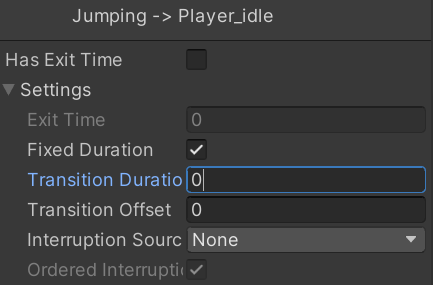 Jumping -> Player_idle
Has Exit Time
Settings
Exit Time 0
Fixed Duration
Transition Duratio 0
Transition Offset 0
Interruption Sourc None
Ordered Interrupti